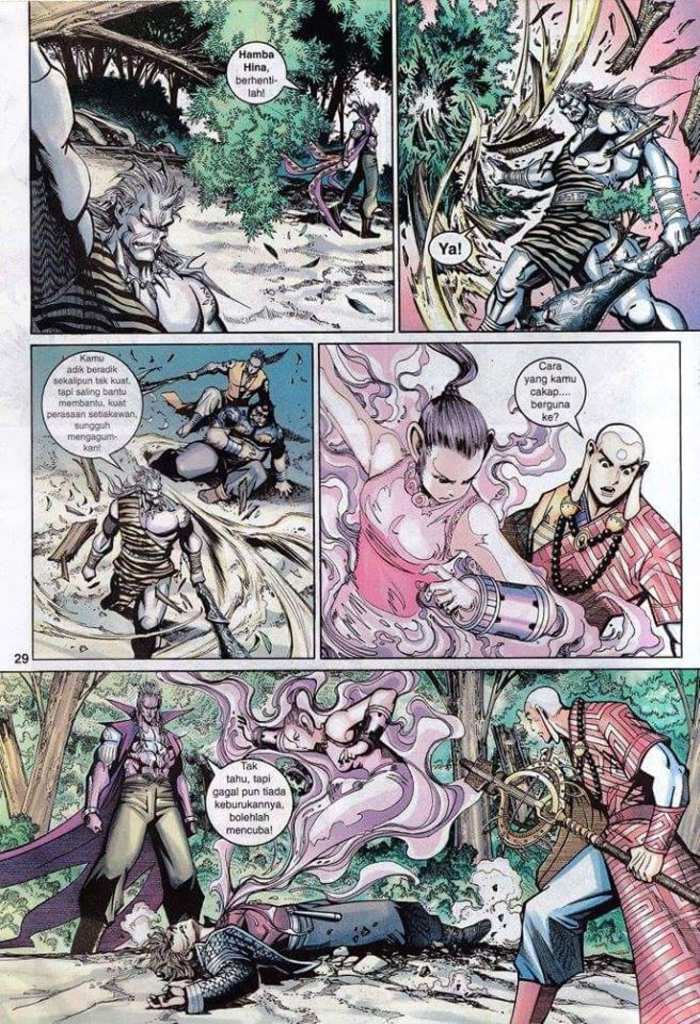 Hamba
Hina,
berhenti-
lah!
Ya!
Kamu
adik beradik
sekalipun tak kuat,
tapi saling bantu
membantu, kuat
perasaan setiakawan,
sungguh
mengagum-
kan!
Cara
yang kamu
cakap....
berguna
ke?
29
Tak
tahu, tapi
gagal pun tiada
keburukannya,
bolehlah
mencuba!